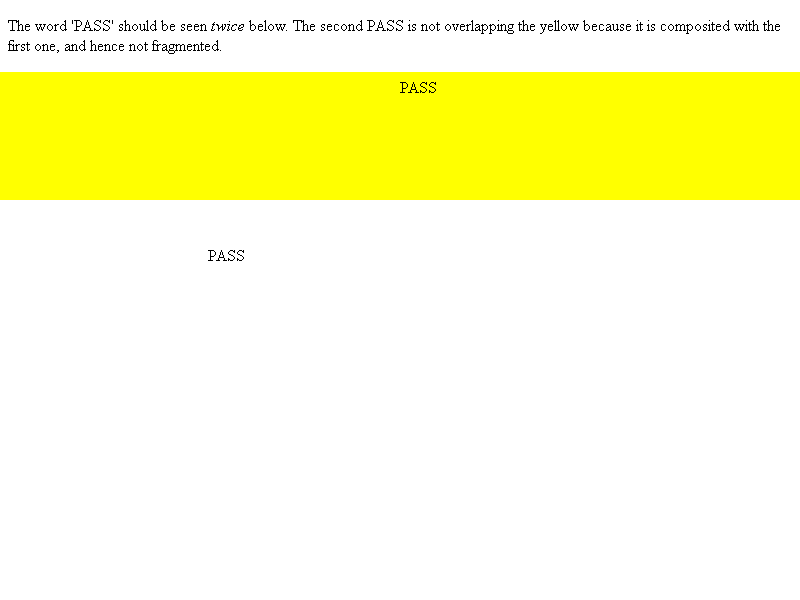 The word 'PASS' should be seen twice below. The second PASS is not overlapping the yellow because it is composited with the
first one, and hence not fragmented.
PASS
PASS